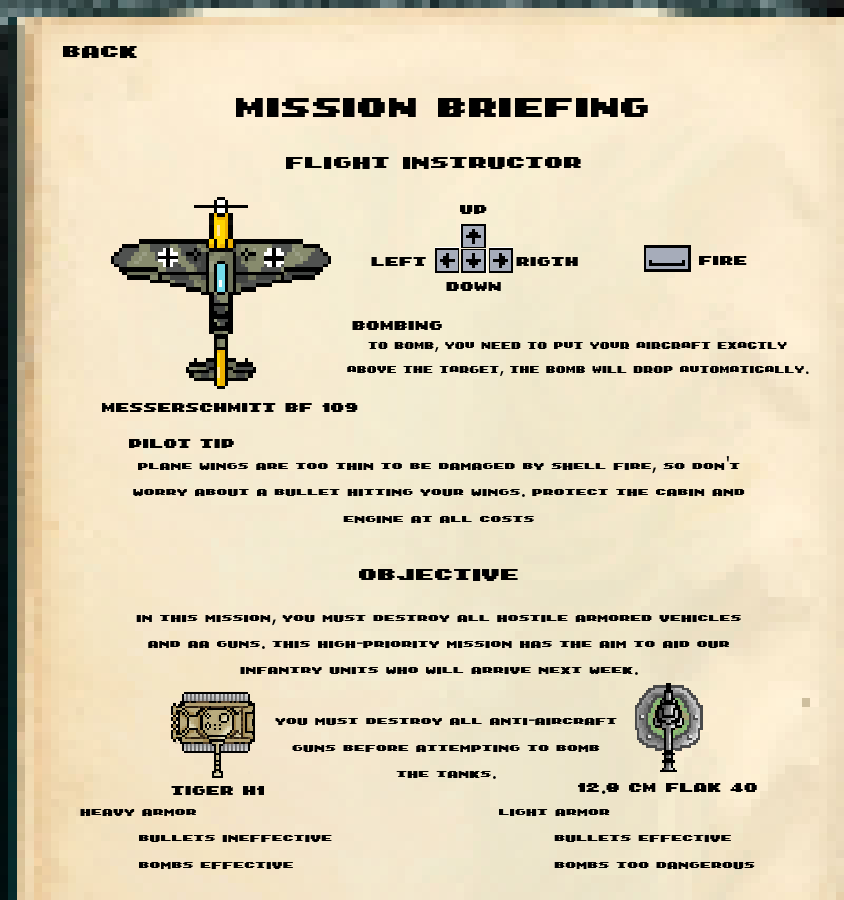 BACK
MISSION BRIEFING
FLIGHT INSTRUCTOR
UP
LEFT
RIGTH
FIRE
DOWN
BOMBING
TO BOMB, YOU NEED TO PUT YOUR AIRCRAFT EXACTLY
ABOVE THE TARGET, THE BOMB WILL DROP AUTOMATICALLY.
MESSERSCHMITT BF 109
PILOT TIP
PLANE WINGS ARE TOO THIN TO BE DAMAGED BY SHELL FIRE, SO DON'T
WORRY ABOUT A BULLET HITTING YOUR WINGS. PROTECT THE CABIN AND
ENGINE AT ALL COSTS
OBJECTIVE
IN THIS MISSION, YOU MUST DESTROY ALL HOSTILE ARMORED VEHICLES
AND AA GUNS. THIS HIGH-PRIORITY MISSION HAS THE AIM TO AID OUR
INFANTRY UNITS WHO WILL ARRIVE NEXT WEEK.
YOU MUST DESTROY ALL ANTI-AIRCRAFT
GUNS BEFORE ATTEMPTING TO BOMB
THE TANKS.
TIGER H1
12,8 CM FLAK 40
HEAVY ARMOR
BULLETS INEFFECTIVE
BOMBS EFFECTIVE
LIGHT ARMOR
BULLETS EFFECTIVE
BOMBS TOO DANGEROUS